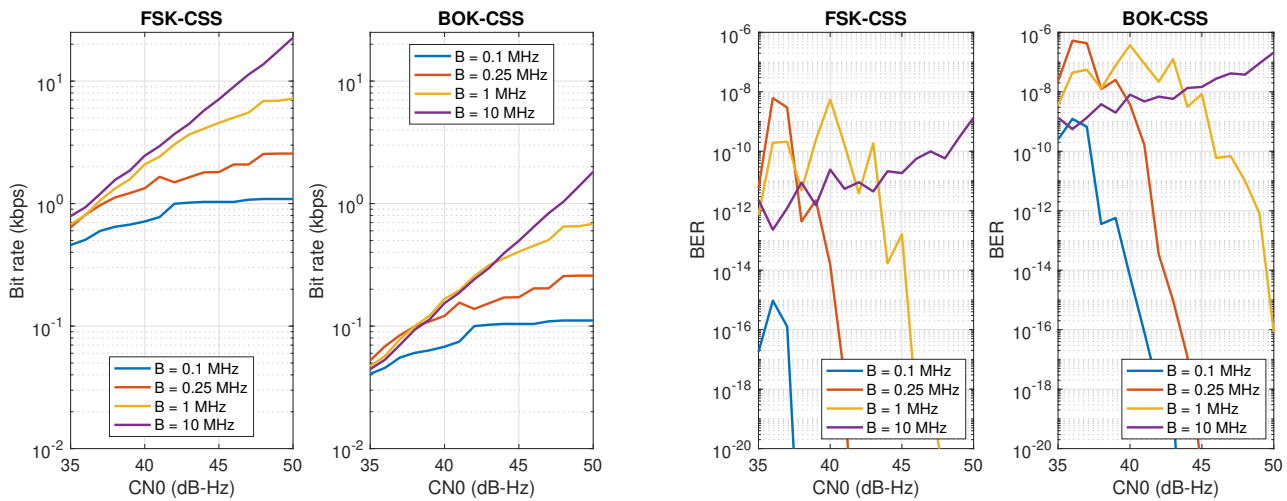 FSK-CSS
Bit rate (kbps)
10^1
10^0
10^-1
10^-2
35
40
45
50
CN0 (dB-Hz)
B = 0.1 MHz
B = 0.25 MHz
B = 1 MHz
B = 10 MHz
BOK-CSS
Bit rate (kbps)
10^1
10^0
10^-1
10^-2
35
40
45
50
CN0 (dB-Hz)
B = 0.1 MHz
B = 0.25 MHz
B = 1 MHz
B = 10 MHz
FSK-CSS
BER
10^-6
10^-8
10^-10
10^-12
10^-14
10^-16
10^-18
10^-20
35
40
45
50
CN0 (dB-Hz)
B = 0.1 MHz
B = 0.25 MHz
B = 1 MHz
B = 10 MHz
BOK-CSS
BER
10^-6
10^-8
10^-10
10^-12
10^-14
10^-16
10^-18
10^-20
35
40
45
50
CN0 (dB-Hz)
B = 0.1 MHz
B = 0.25 MHz
B = 1 MHz
B = 10 MHz